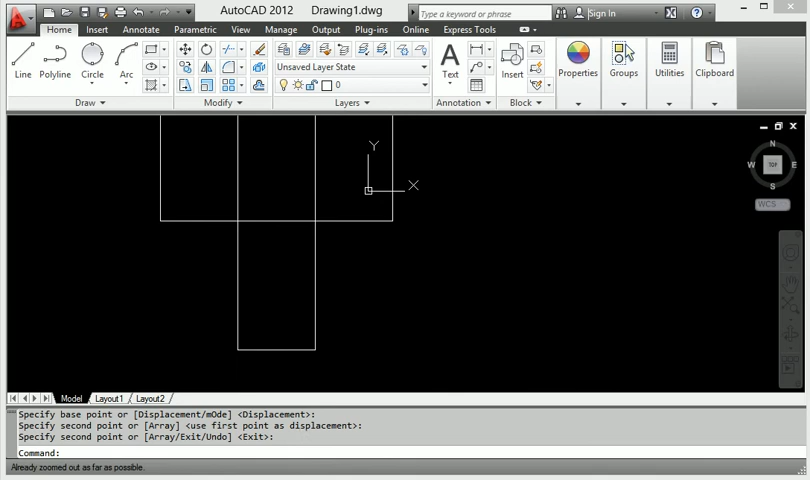 AutoCAD 2012 Drawing1.dwg
Type a keyword or phrase
Sign In
Home Insert Annotate Parametric View Manage Output Plug-ins Online Express Tools
Line Polyline Circle Arc
Unsaved Layer State
0
A
Text
Insert
Properties
Groups
Utilities
Clipboard
Draw Modify Layers Annotation Block
Y
X
N
W TOP E
S
WCS
Model Layout1 Layout2
Specify base point or [Displacement/mOde] <Displacement>:
Specify second point or [Array] <use first point as displacement>:
Specify second point or [Array/Exit/Undo] <Exit>:
Command:
Already zoomed out as far as possible.